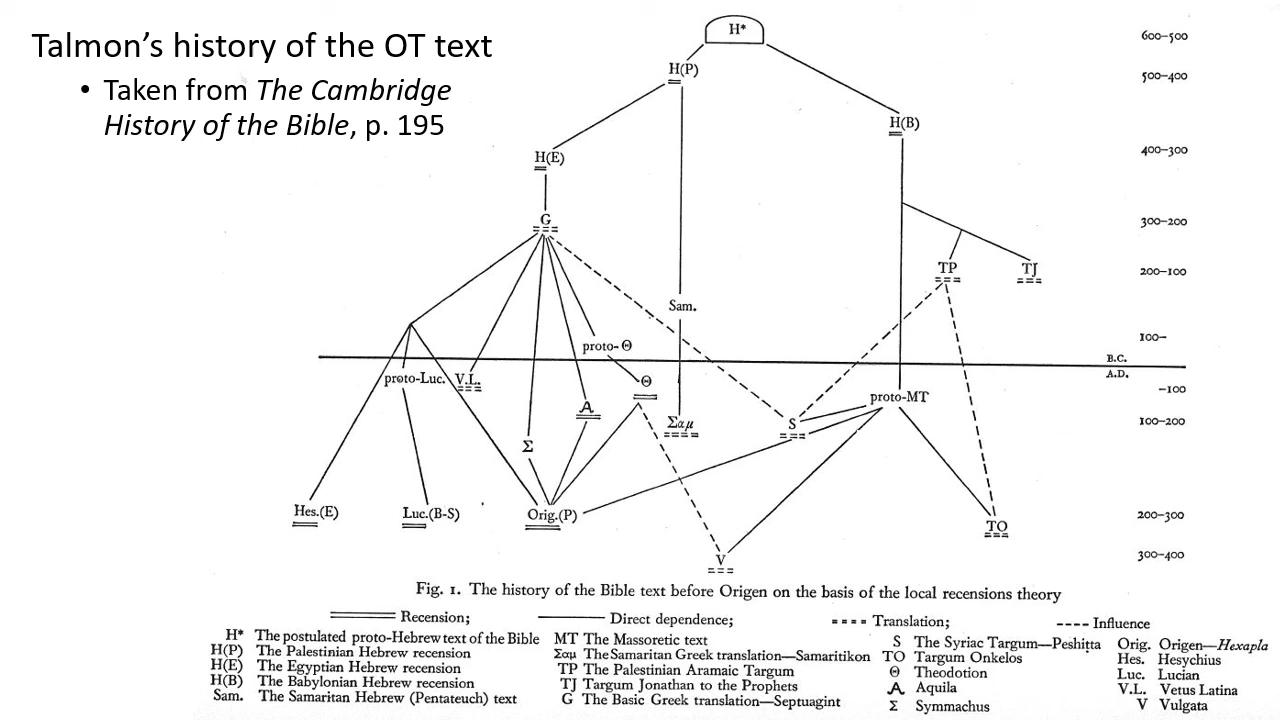 Talmon's history of the OT text
• Taken from The Cambridge
History of the Bible, p. 195
H*
600–500
H(P)
500–400
H(B)
400–300
H(E)
G
300–200
TP
TJ
200–100
Sam.
100–
proto-Θ
B.C.
A.D.
proto-Luc.
V.L.
Θ
–100
proto-MT
A
Σαμ
S
100–200
Σ
Hes.(E)
Luc.(B-S)
Orig.(P)
200–300
TO
V
300–400
Fig. 1. The history of the Bible text before Origen on the basis of the local recensions theory
Recension;
Direct dependence;
Translation;
Influence
H* The postulated proto-Hebrew text of the Bible
H(P) The Palestinian Hebrew recension
H(E) The Egyptian Hebrew recension
H(B) The Babylonian Hebrew recension
Sam. The Samaritan Hebrew (Pentateuch) text
MT The Massoretic text
Σαμ The Samaritan Greek translation—Samaritikon
TP The Palestinian Aramaic Targum
TJ Targum Jonathan to the Prophets
G The Basic Greek translation—Septuagint
S The Syriac Targum—Peshiṭta
TO Targum Onkelos
Θ Theodotion
A Aquila
Σ Symmachus
Orig. Origen—Hexapla
Hes. Hesychius
Luc. Lucian
V.L. Vetus Latina
V Vulgata